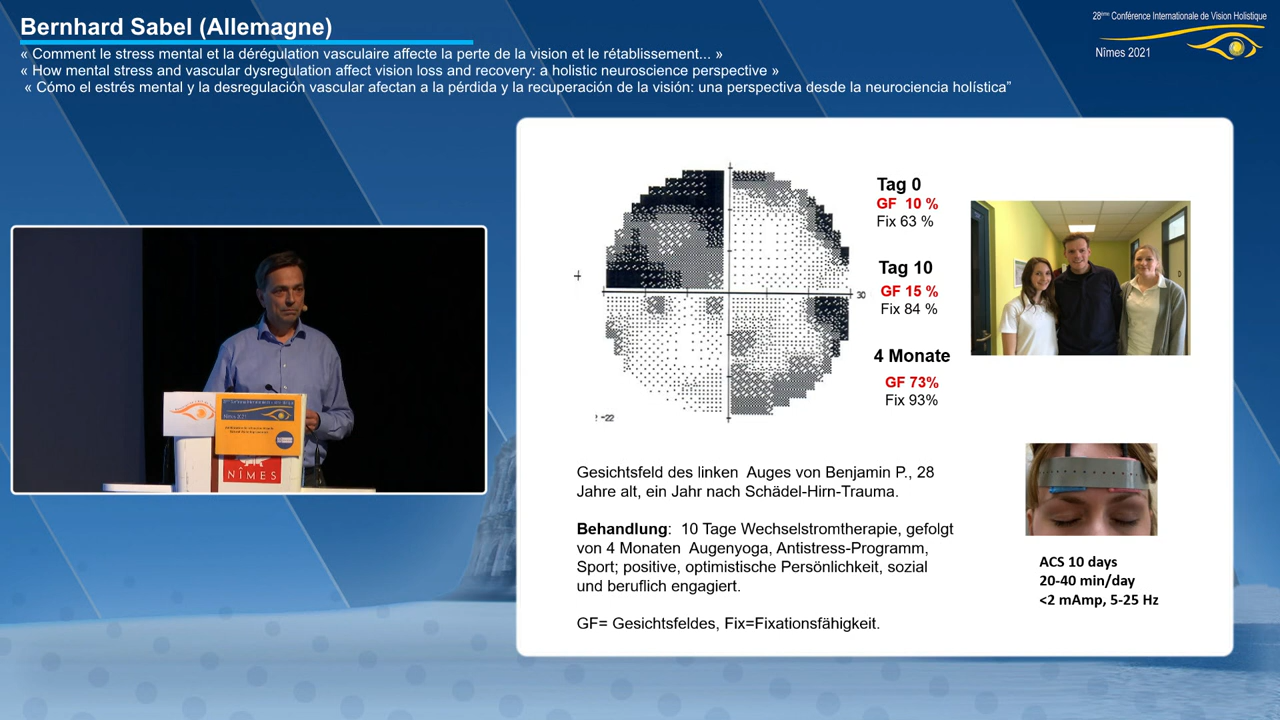 Bernhard Sabel (Allemagne)
« Comment le stress mental et la dérégulation vasculaire affecte la perte de la vision et le rétablissement... »
« How mental stress and vascular dysregulation affect vision loss and recovery: a holistic neuroscience perspective »
« Cómo el estrés mental y la desregulación vascular afectan a la pérdida y la recuperación de la visión: una perspectiva desde la neurociencia holística”
28ème Conférence Internationale de Vision Holistique
Nîmes 2021
Tag 0
GF 10 %
Fix 63 %
Tag 10
GF 15 %
Fix 84 %
4 Monate
GF 73%
Fix 93%
30
Gesichtsfeld des linken Auges von Benjamin P., 28
Jahre alt, ein Jahr nach Schädel-Hirn-Trauma.
Behandlung: 10 Tage Wechselstromtherapie, gefolgt
von 4 Monaten Augenyoga, Antistress-Programm,
Sport; positive, optimistische Persönlichkeit, sozial
und beruflich engagiert.
GF= Gesichtsfeldes, Fix=Fixationsfähigkeit.
ACS 10 days
20-40 min/day
<2 mAmp, 5-25 Hz
NÎMES